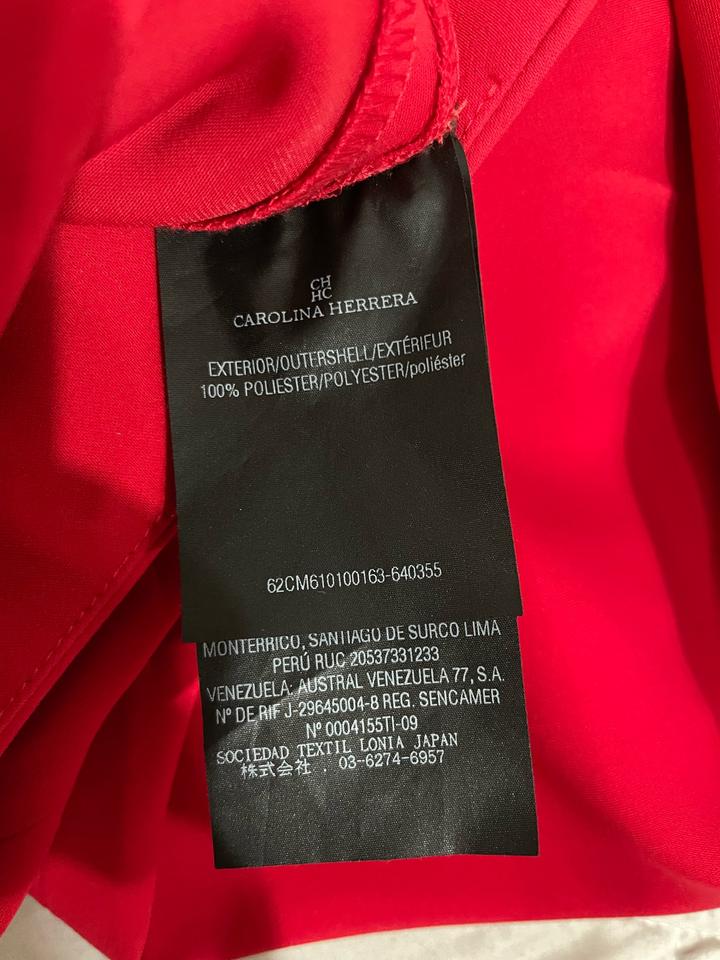 CH
HC
CAROLINA HERRERA
EXTERIOR/OUTERSHELL/EXTÉRIEUR
100% POLIESTER/POLYESTER/poliéster
62CM610100163-640355
MONTERRICO, SANTIAGO DE SURCO LIMA
PERÚ RUC 20537331233
VENEZUELA: AUSTRAL VENEZUELA 77, S.A.
Nº DE RIF J-29645004-8 REG. SENCAMER
Nº 0004155TI-09
SOCIEDAD TEXTIL LONIA JAPAN
株式会社 . 03-6274-6957